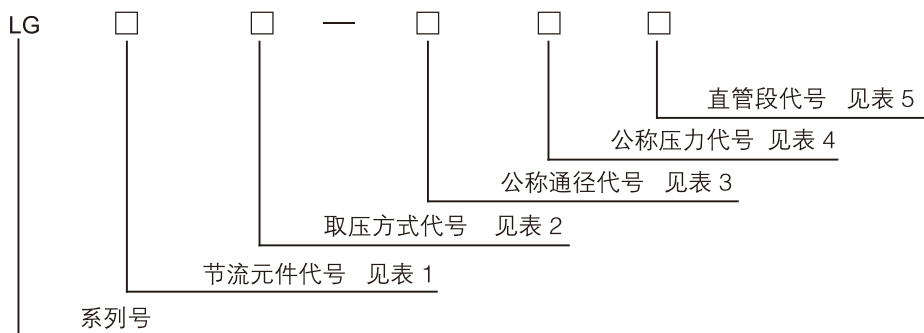 LG □ □ — □ □ □
直管段代号 见表 5
公称压力代号 见表 4
公称通径代号 见表 3
取压方式代号 见表 2
节流元件代号 见表 1
系列号